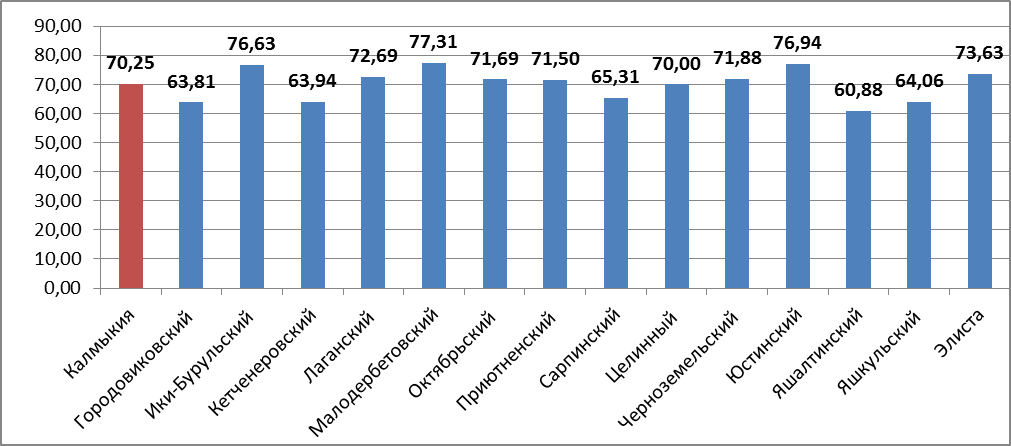 90,00
80,00
70,00
60,00
50,00
40,00
30,00
20,00
10,00
0,00
70,25
63,81
76,63
63,94
72,69
77,31
71,69
71,50
65,31
70,00
71,88
76,94
60,88
64,06
73,63
Калмыкия
Городовиковский
Ики-Бурульский
Кетченеровский
Лаганский
Малодербетовский
Октябрьский
Приютненский
Сарпинский
Целинный
Черноземельский
Юстинский
Яшалтинский
Яшкульский
Элиста